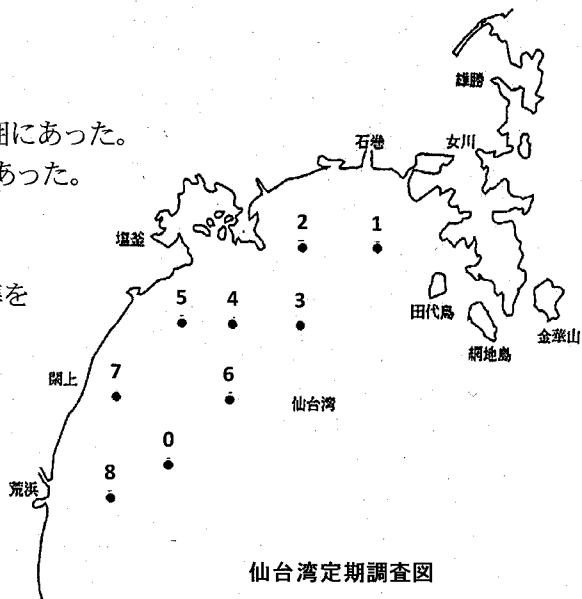 雄勝
囲にあった。
石巻
女川
あった。
2
1
塩釜
を
5
4
3
田代島
金華山
網地島
閖上
7
6
仙台湾
0
8
荒浜
仙台湾定期調査図